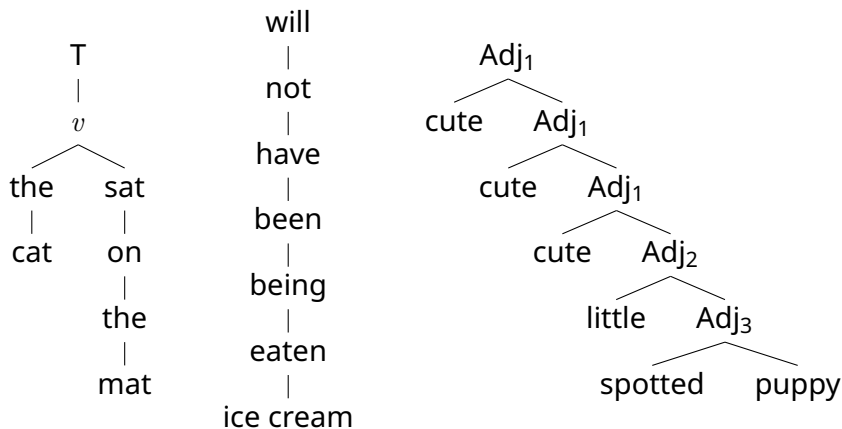 T
v
the sat
cat on
the
mat
will
not
have
been
being
eaten
ice cream
Adj₁
cute Adj₁
cute Adj₁
cute Adj₂
little Adj₃
spotted puppy